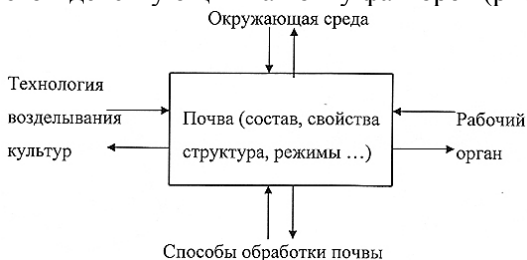 Окружающая среда
Технология
возделывания
культур
Почва (состав, свойства
структура, режимы ...)
Рабочий
орган
Способы обработки почвы